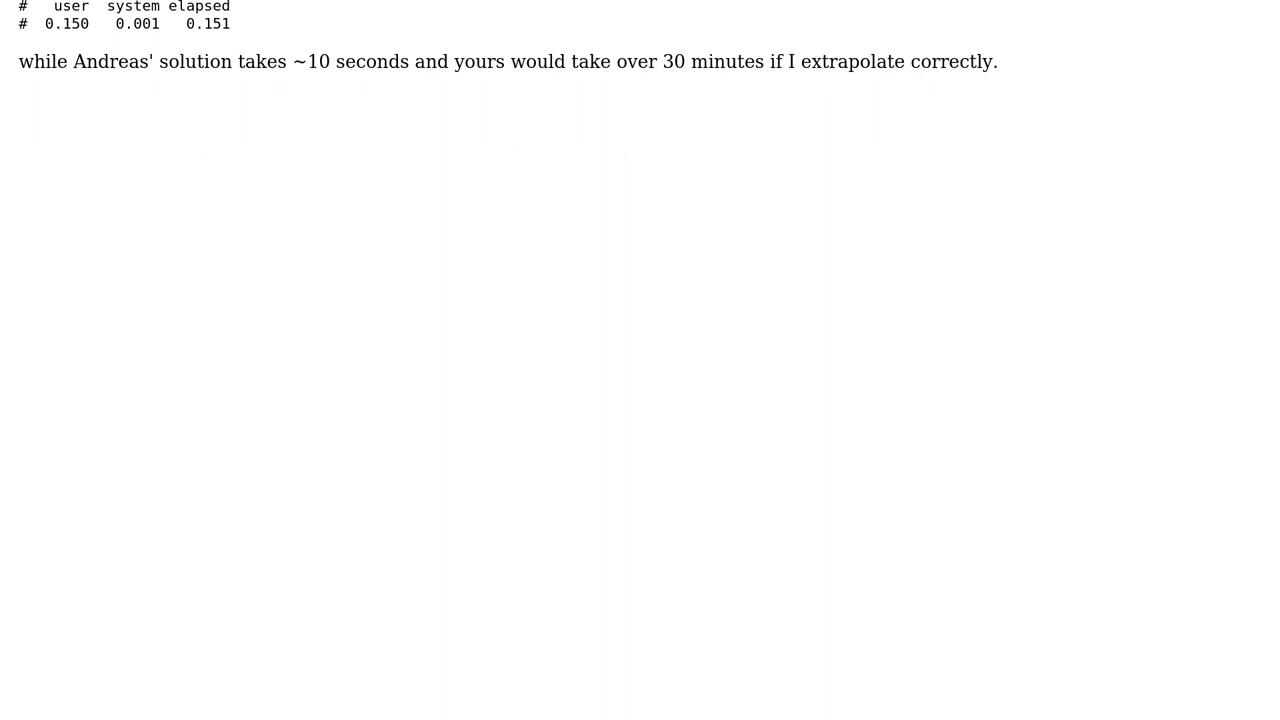 #   user  system elapsed
#  0.150   0.001   0.151
while Andreas' solution takes ~10 seconds and yours would take over 30 minutes if I extrapolate correctly.